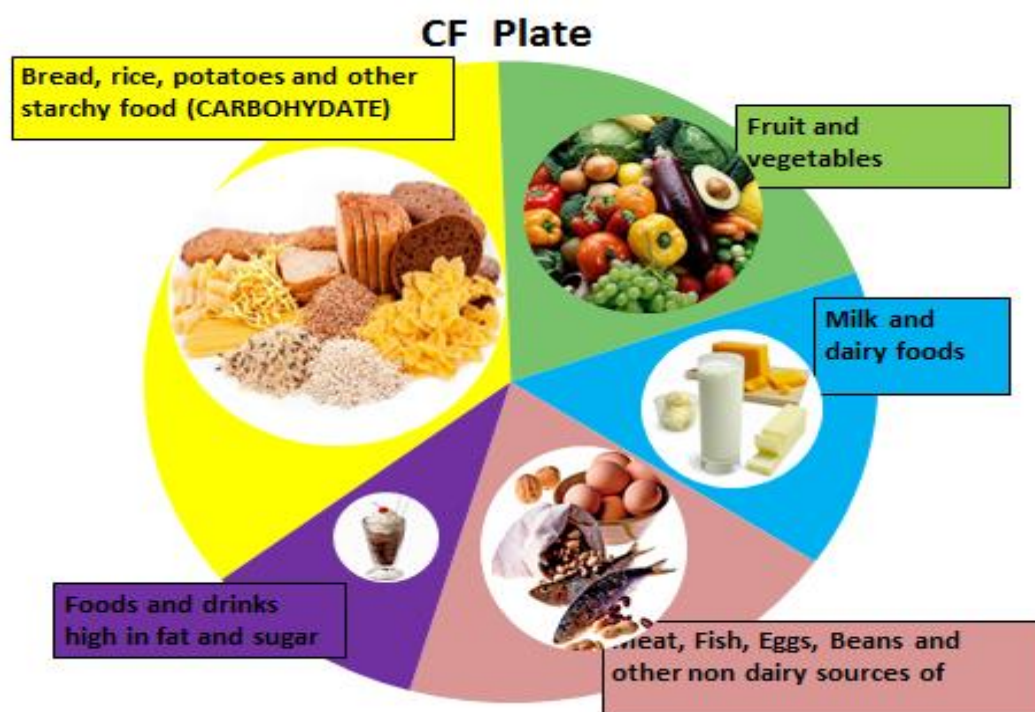 CF Plate
Bread, rice, potatoes and other
starchy food (CARBOHYDATE)
Fruit and
vegetables
Milk and
dairy foods
Foods and drinks
high in fat and sugar
Meat, Fish, Eggs, Beans and
other non dairy sources of